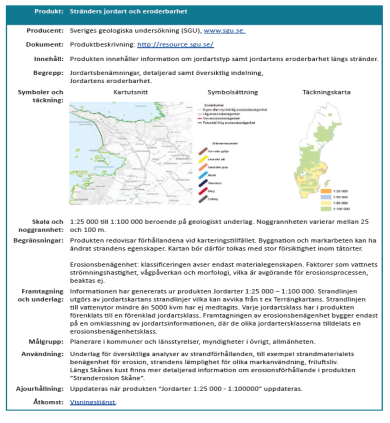 Produkt: Stränders jordart och eroderbarhet
Producent: Sveriges geologiska undersökning (SGU), www.sgu.se.
Dokument: Produktbeskrivning: http://resource.sgu.se/
Innehåll: Produkten innehåller information om jordartstyp samt jordartens eroderbarhet längs stränder.
Begrepp: Jordartsbenämningar, detaljerad samt översiktlig indelning,
Jordartens eroderbarhet.
Symboler och täckning: Kartutsnitt Symbolsättning Täckningskarta
Skala och noggrannhet: 1:25 000 till 1:100 000 beroende på geologiskt underlag. Noggrannheten varierar mellan 25
och 100 m.
Begränsningar: Produkten redovisar förhållandena vid karteringstillfället. Byggnation och markarbeten kan ha
ändrat strandens egenskaper. Kartan bör därför tolkas med stor försiktighet inom tätorter.
Erosionsbenägenhet: klassificeringen avser endast materialegenskapen. Faktorer som vattnets
strömningshastighet, vågpåverkan och morfologi, vilka är avgörande för erosionsprocessen,
beaktas ej.
Framtagning och underlag: Informationen har genererats ur produkten Jordarter 1:25 000 – 1:100 000. Strandlinjen
utgörs av jordartskartans strandlinjer vilka kan avvika från t ex Terrängkartans. Strandlinjen
till vattenytor mindre än 5000 kvm har ej medtagits. Varje jordartsklass har i produkten
förenklats till en förenklad jordartsklass. Framtagningen av erosionsbenägenhet bygger endast
på en omklassning av jordartsinformationen, där de olika jordartersklasserna tilldelats en
erosionsbenägenhetsklass.
Målgrupp: Planerare i kommuner och länsstyrelser, myndigheter i övrigt, allmänheten.
Användning: Underlag för översiktliga analyser av strandförhållanden, till exempel strandmaterialets
benägenhet för erosion, strandens lämplighet för olika markanvändning, friluftsliv.
Längs Skånes kust finns mer detaljerad information om erosionsförhållande i produkten
"Stranderosion Skåne".
Ajourhållning: Uppdateras när produkten "Jordarter 1:25 000 - 1:100000" uppdateras.
Åtkomst: Visningstjänst.